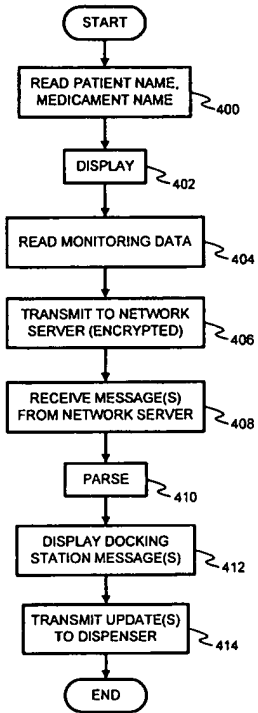 START
READ PATIENT NAME,
MEDICAMENT NAME
400
DISPLAY
402
READ MONITORING DATA
404
TRANSMIT TO NETWORK
SERVER (ENCRYPTED)
406
RECEIVE MESSAGE(S)
FROM NETWORK SERVER
408
PARSE
410
DISPLAY DOCKING
STATION MESSAGE(S)
412
TRANSMIT UPDATE(S)
TO DISPENSER
414
END